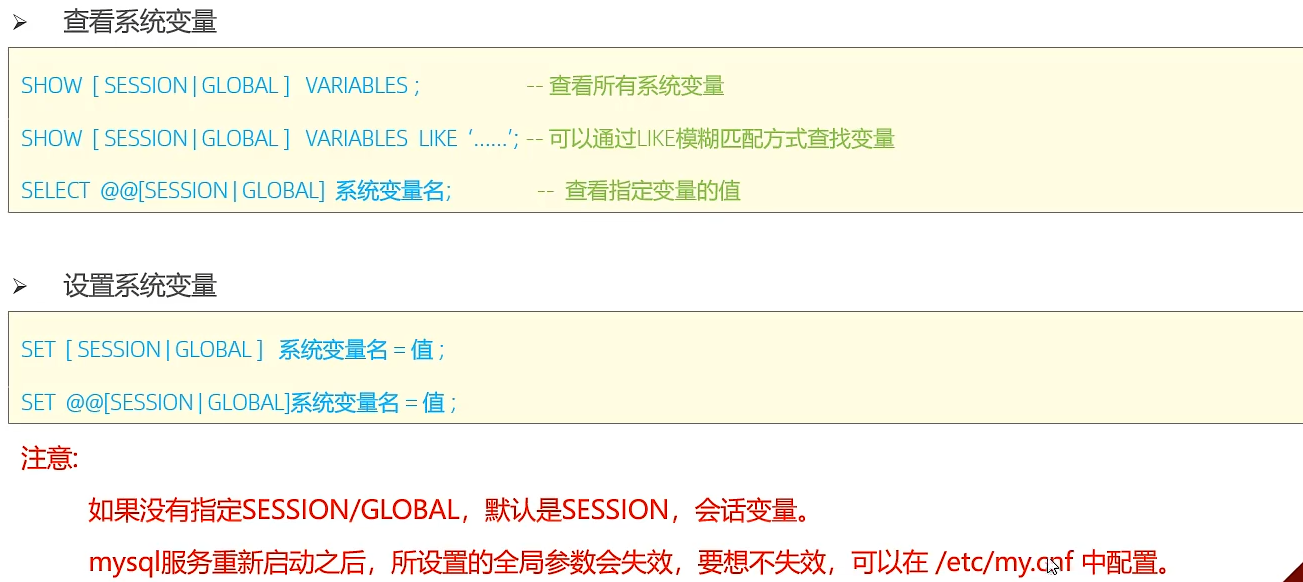 ➢ 查看系统变量
SHOW [ SESSION | GLOBAL ] VARIABLES ; -- 查看所有系统变量
SHOW [ SESSION | GLOBAL ] VARIABLES LIKE ‘......’; -- 可以通过LIKE模糊匹配方式查找变量
SELECT @@[SESSION | GLOBAL] 系统变量名; -- 查看指定变量的值
➢ 设置系统变量
SET [ SESSION | GLOBAL ] 系统变量名 = 值 ;
SET @@[SESSION | GLOBAL]系统变量名 = 值 ;
注意:
如果没有指定SESSION/GLOBAL，默认是SESSION，会话变量。
mysql服务重新启动之后，所设置的全局参数会失效，要想不失效，可以在 /etc/my.cnf 中配置。